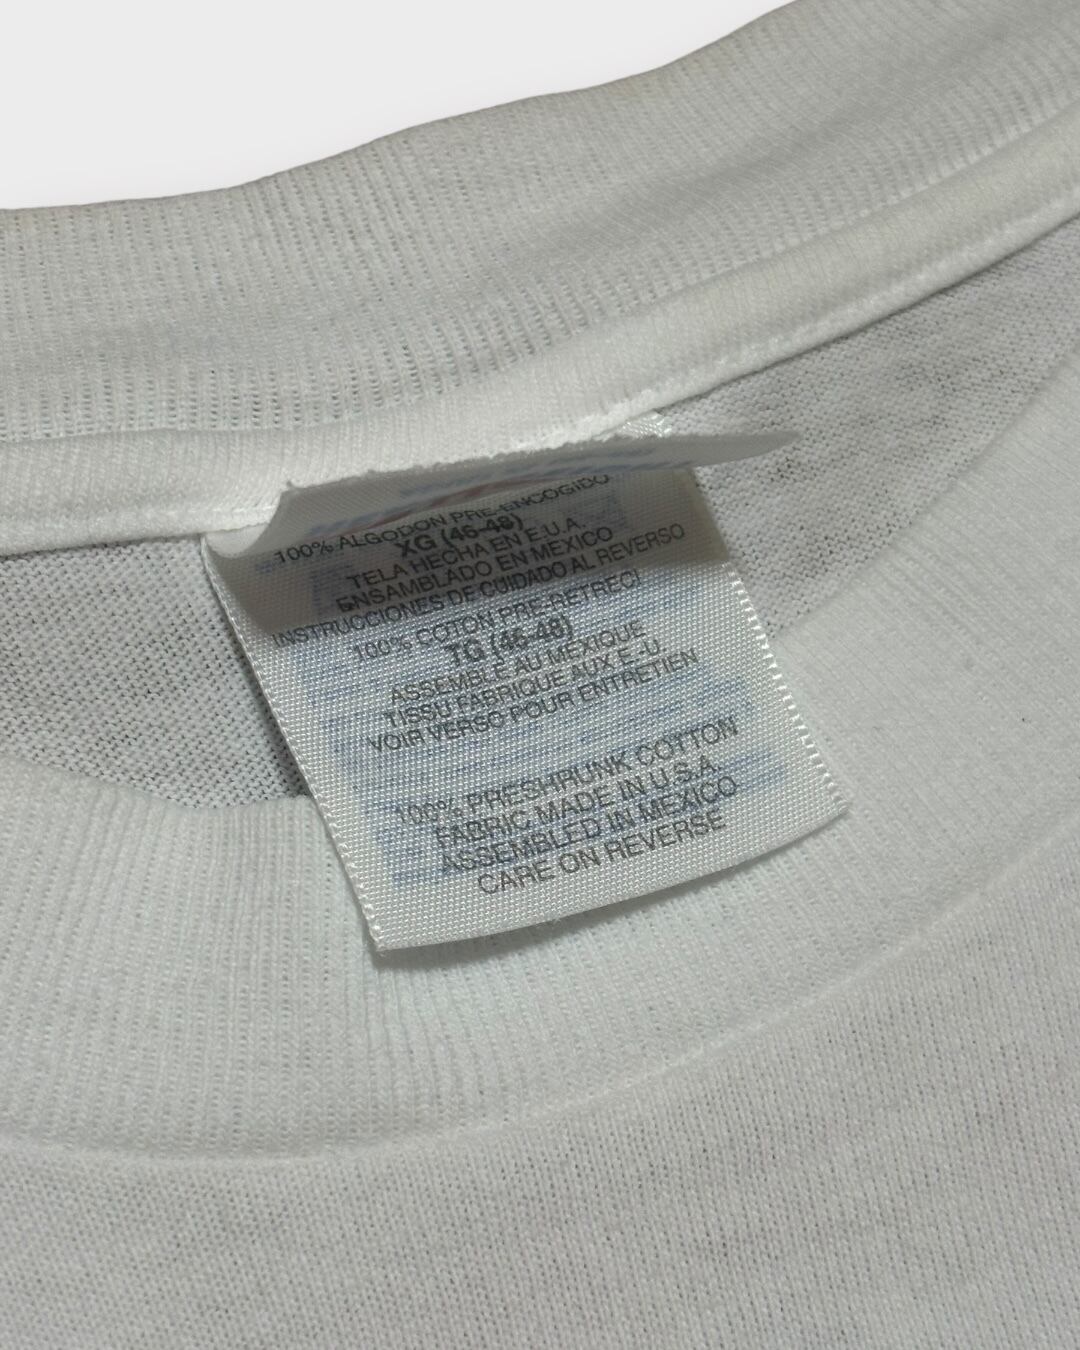 100% ALGODON PRE-ENCOGIDO
XG (46-48)
TELA HECHA EN E.U.A.
ENSAMBLADO EN MEXICO
INSTRUCCIONES DE CUIDADO AL REVERSO
100% COTON PRE-RETRECI
TG (46-48)
ASSEMBLE AU MEXIQUE
TISSU FABRIQUE AUX E.-U.
VOIR VERSO POUR ENTRETIEN
100% PRESHRUNK COTTON
FABRIC MADE IN U.S.A.
ASSEMBLED IN MEXICO
CARE ON REVERSE